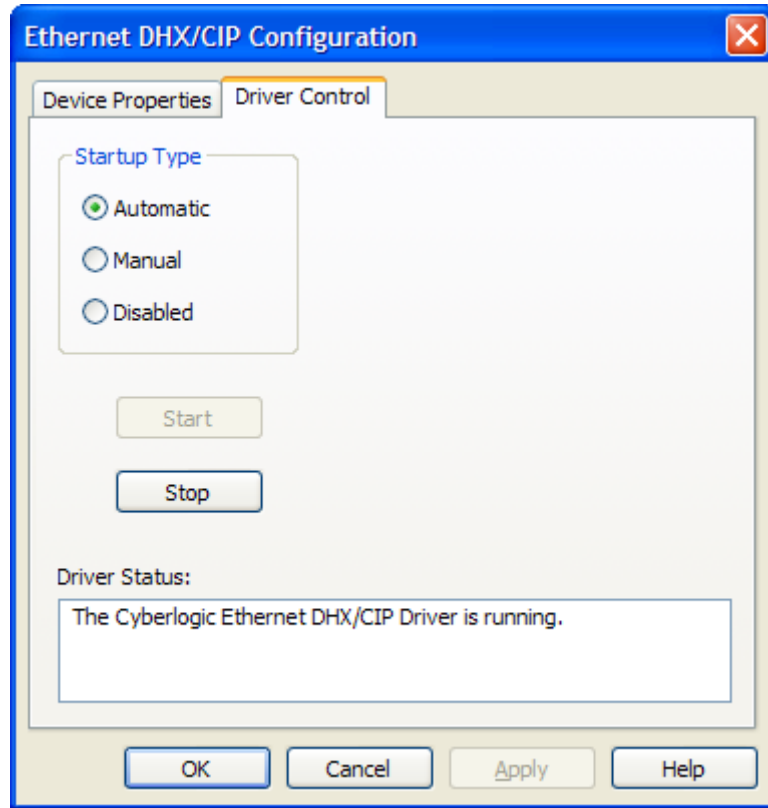 Ethernet DHX/CIP Configuration
Device Properties
Driver Control
Startup Type
Automatic
Manual
Disabled
Start
Stop
Driver Status:
The Cyberlogic Ethernet DHX/CIP Driver is running.
OK Cancel Apply Help